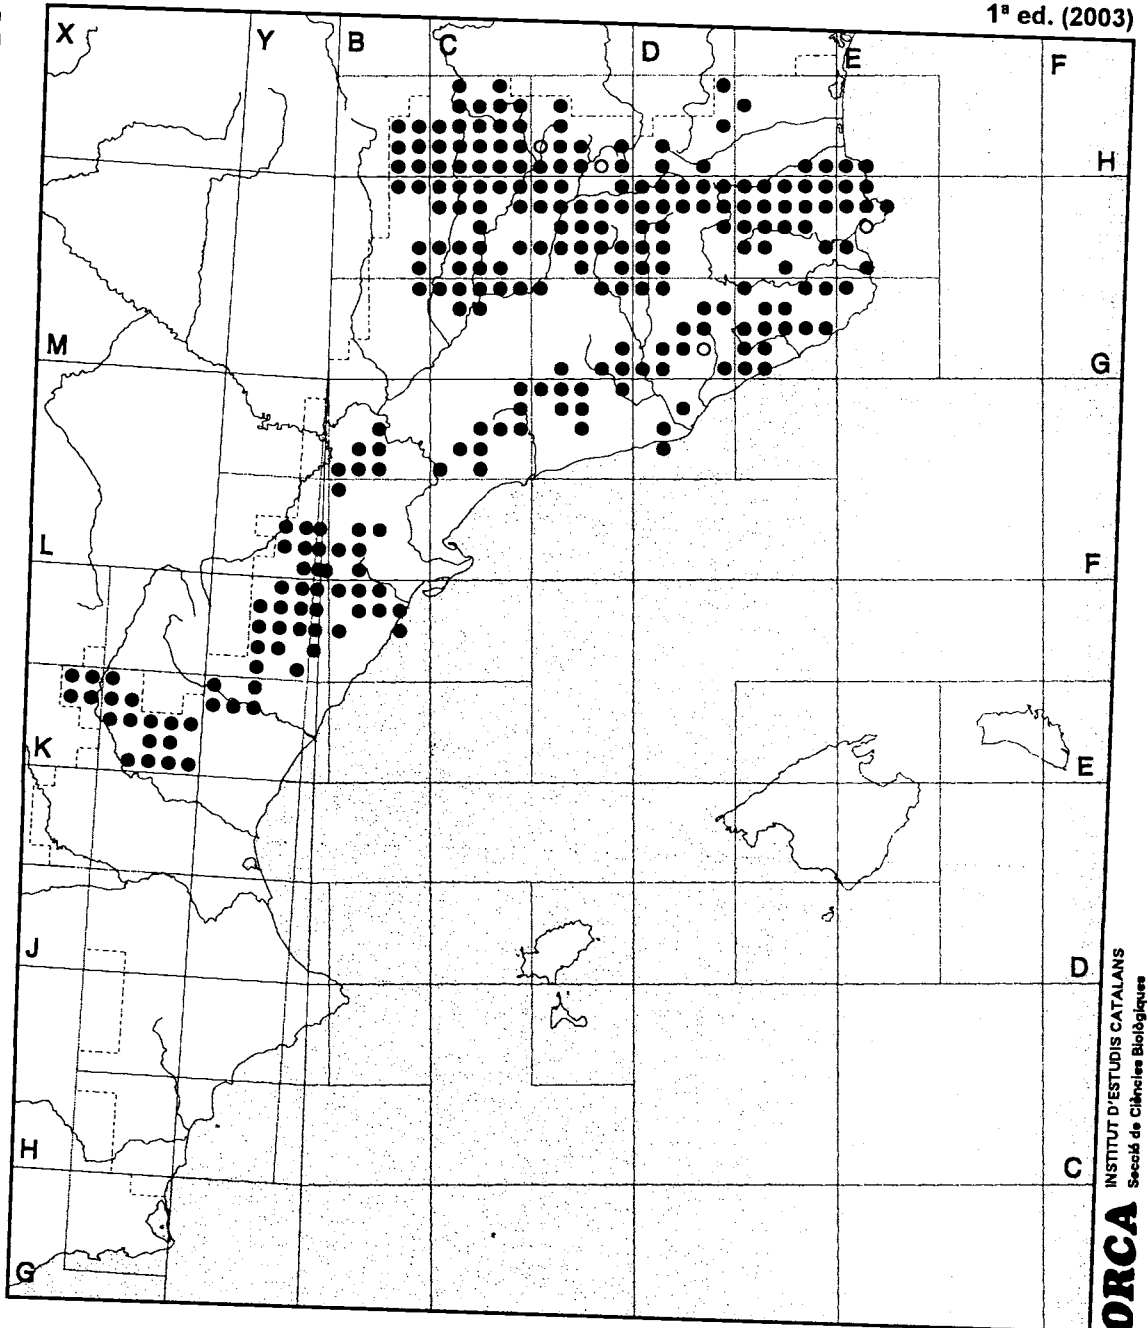 1ª ed. (2003)
X
Y
B
C
D
E
F
H
M
G
L
F
K
E
J
D
H
C
G
INSTITUT D'ESTUDIS CATALANS
Secció de Ciències Biològiques
ORCA